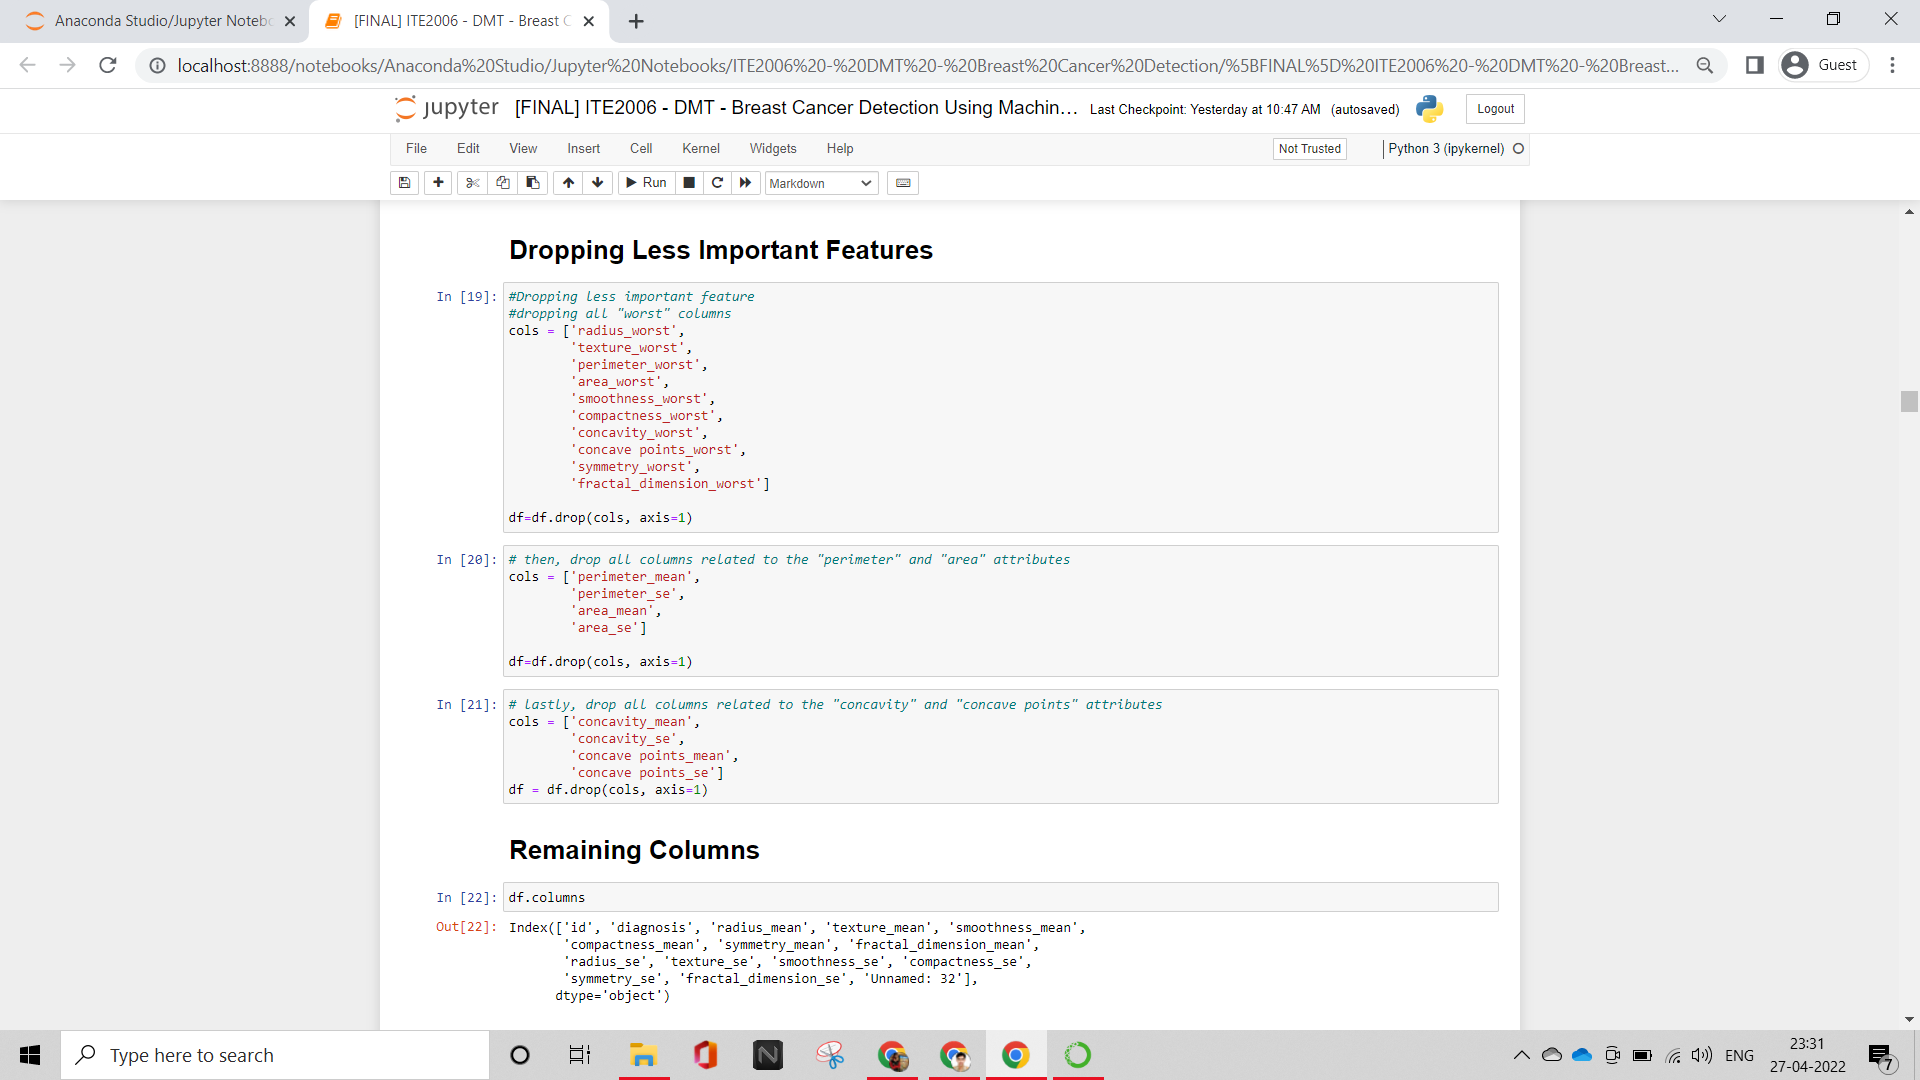 Anaconda Studio/Jupyter Noteb
[FINAL] ITE2006 - DMT - Breast C
localhost:8888/notebooks/Anaconda%20Studio/Jupyter%20Notebooks/ITE2006%20-%20DMT%20-%20Breast%20Cancer%20Detection/%5BFINAL%5D%20ITE2006%20-%20DMT%20-%20Breast...
Guest
jupyter [FINAL] ITE2006 - DMT - Breast Cancer Detection Using Machin... Last Checkpoint: Yesterday at 10:47 AM (autosaved)
Logout
File Edit View Insert Cell Kernel Widgets Help
Not Trusted
Python 3 (ipykernel)
Run
Markdown
Dropping Less Important Features
In [19]: #Dropping less important feature
#dropping all "worst" columns
cols = ['radius_worst',
'texture_worst',
'perimeter_worst',
'area_worst',
'smoothness_worst',
'compactness_worst',
'concavity_worst',
'concave points_worst',
'symmetry_worst',
'fractal_dimension_worst']
df=df.drop(cols, axis=1)
In [20]: # then, drop all columns related to the "perimeter" and "area" attributes
cols = ['perimeter_mean',
'perimeter_se',
'area_mean',
'area_se']
df=df.drop(cols, axis=1)
In [21]: # lastly, drop all columns related to the "concavity" and "concave points" attributes
cols = ['concavity_mean',
'concavity_se',
'concave points_mean',
'concave points_se']
df = df.drop(cols, axis=1)
Remaining Columns
In [22]: df.columns
Out[22]: Index(['id', 'diagnosis', 'radius_mean', 'texture_mean', 'smoothness_mean',
'compactness_mean', 'symmetry_mean', 'fractal_dimension_mean',
'radius_se', 'texture_se', 'smoothness_se', 'compactness_se',
'symmetry_se', 'fractal_dimension_se', 'Unnamed: 32'],
dtype='object')
Type here to search
N
ENG
23:31
27-04-2022
7